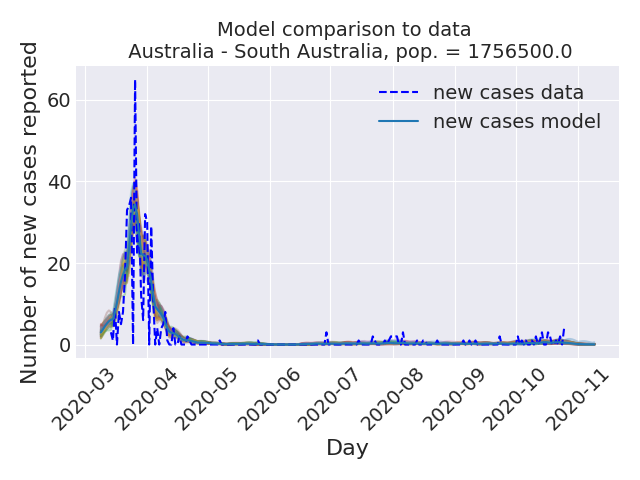 Model comparison to data
Australia - South Australia, pop. = 1756500.0
Number of new cases reported
60
40
20
0
new cases data
new cases model
2020-03
2020-04
2020-05
2020-06
2020-07
2020-08
2020-09
2020-10
2020-11
Day